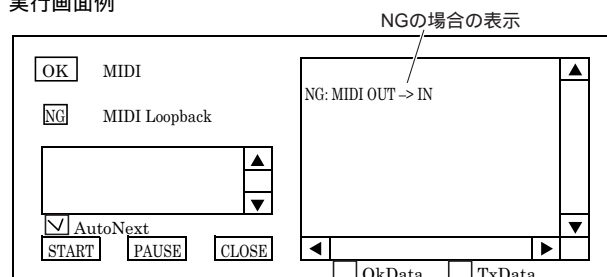 実行画面例
NGの場合の表示
OK MIDI
NG: MIDI OUT –> IN
NG MIDI Loopback
AutoNext
START PAUSE CLOSE
OkData TxData